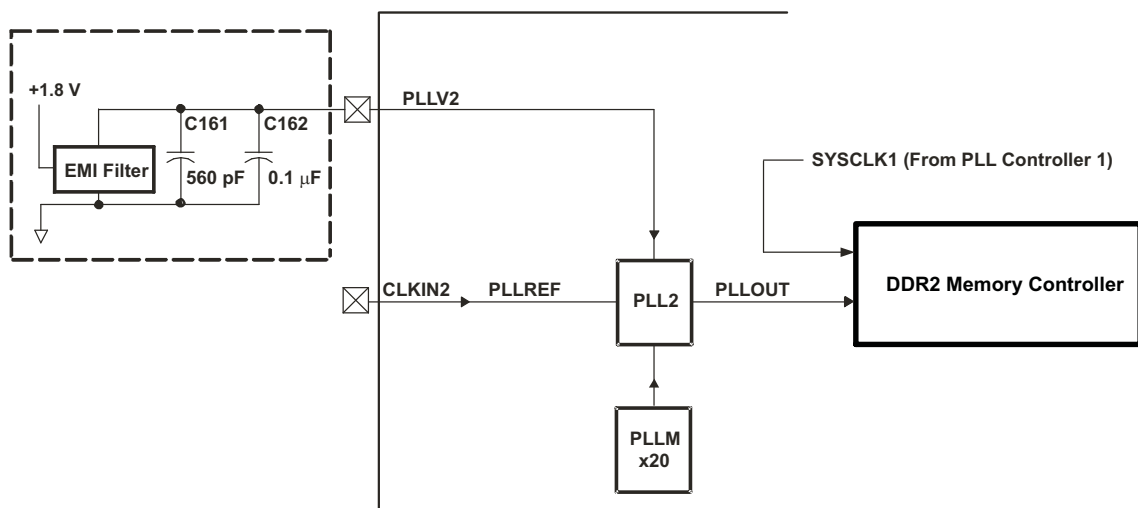 +1.8 V
C161
C162
PLLV2
EMI Filter
560 pF
0.1 μF
SYSCLK1 (From PLL Controller 1)
DDR2 Memory Controller
CLKIN2
PLLREF
PLL2
PLLOUT
PLLM
x20